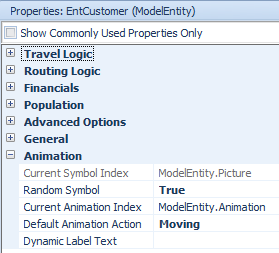 Properties: EntCustomer (ModelEntity)
Show Commonly Used Properties Only
Travel Logic
Routing Logic
Financials
Population
Advanced Options
General
Animation
Current Symbol Index ModelEntity.Picture
Random Symbol True
Current Animation Index ModelEntity.Animation
Default Animation Action Moving
Dynamic Label Text